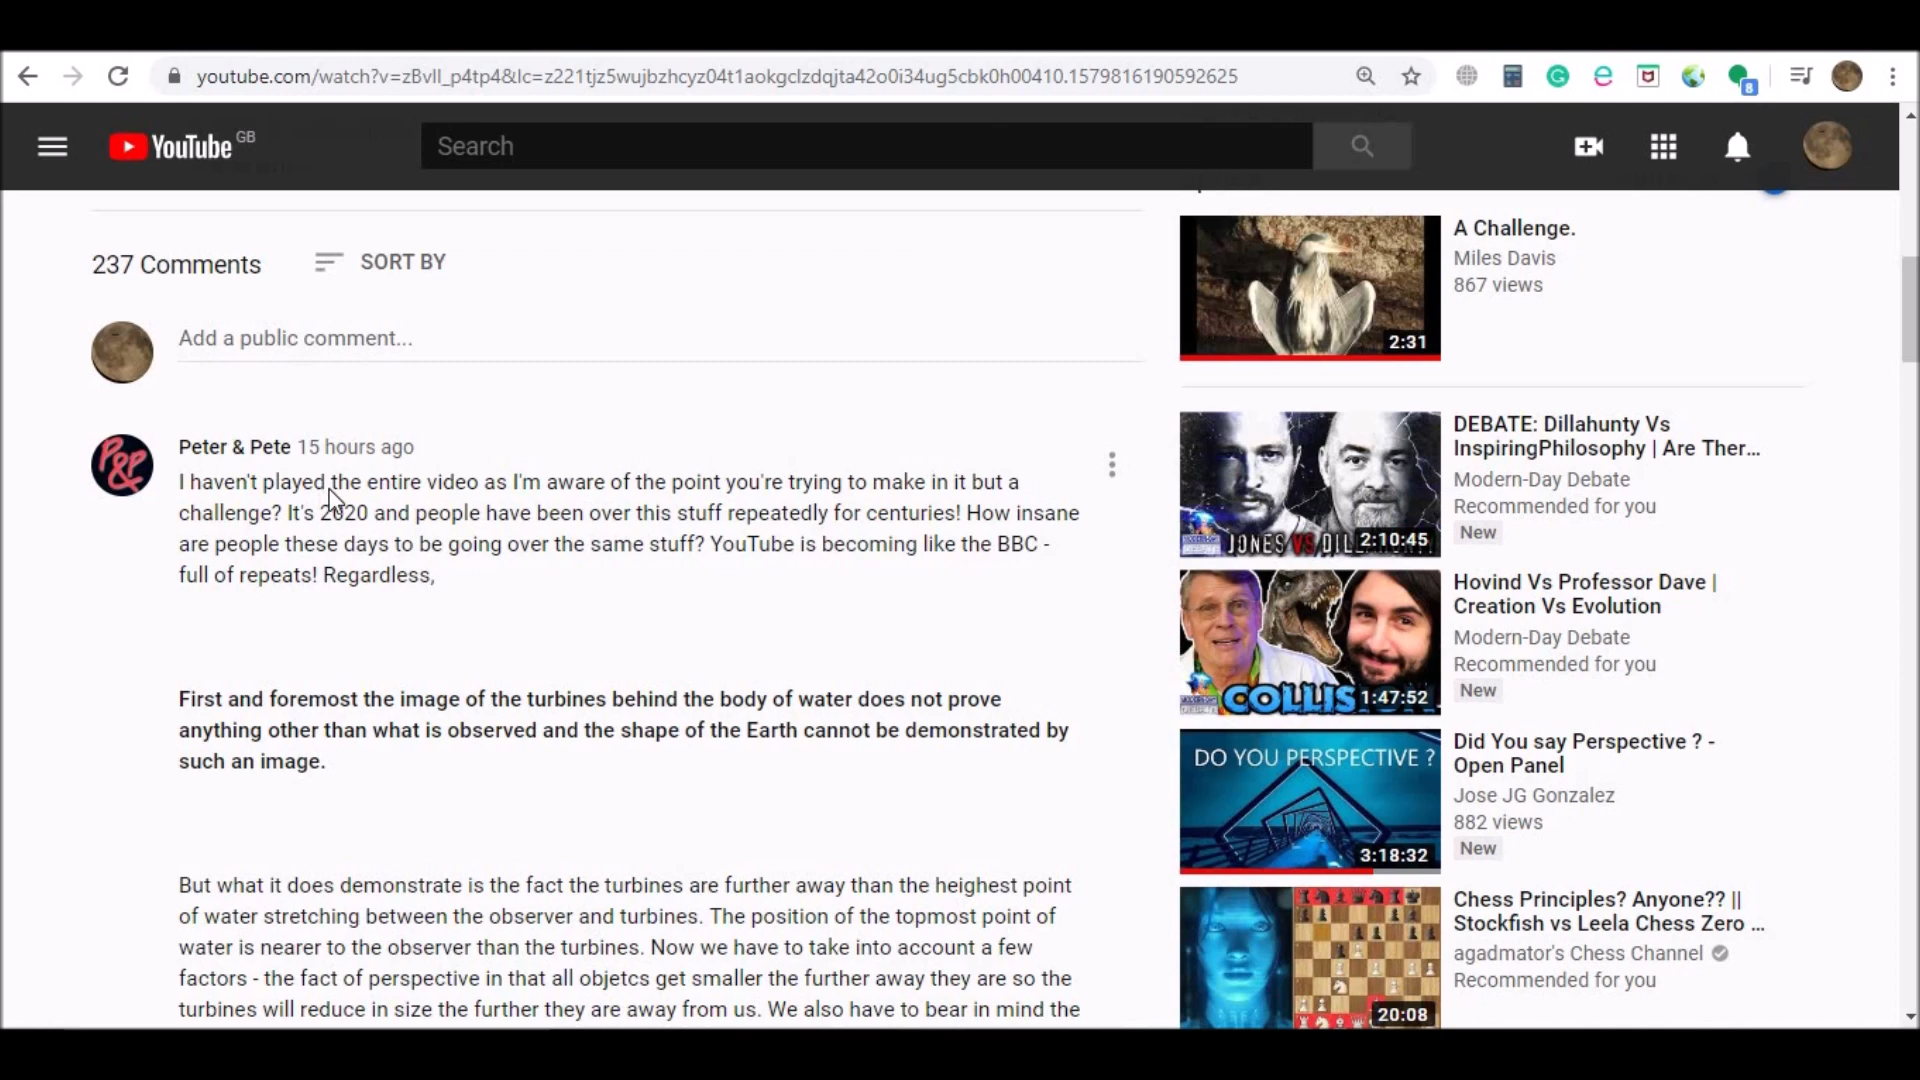 youtube.com/watch?v=zBvll_p4tp4&lc=z221tjz5wujbzhcyz04t1aokgclzdqjta42o0i34ug5cbk0h00410.1579816190592625
8
YouTube GB
Search
237 Comments
SORT BY
Add a public comment...
P&P
Peter & Pete 15 hours ago
I haven't played the entire video as I'm aware of the point you're trying to make in it but a
challenge? It's 2020 and people have been over this stuff repeatedly for centuries! How insane
are people these days to be going over the same stuff? YouTube is becoming like the BBC -
full of repeats! Regardless,
First and foremost the image of the turbines behind the body of water does not prove
anything other than what is observed and the shape of the Earth cannot be demonstrated by
such an image.
But what it does demonstrate is the fact the turbines are further away than the heighest point
of water stretching between the observer and turbines. The position of the topmost point of
water is nearer to the observer than the turbines. Now we have to take into account a few
factors - the fact of perspective in that all objetcs get smaller the further away they are so the
turbines will reduce in size the further they are away from us. We also have to bear in mind the
2:31
A Challenge.
Miles Davis
867 views
JONES VS DIL
2:10:45
DEBATE: Dillahunty Vs
InspiringPhilosophy | Are Ther...
Modern-Day Debate
Recommended for you
New
COLLIS
1:47:52
Hovind Vs Professor Dave |
Creation Vs Evolution
Modern-Day Debate
Recommended for you
New
DO YOU PERSPECTIVE ?
3:18:32
Did You say Perspective ? -
Open Panel
Jose JG Gonzalez
882 views
New
20:08
Chess Principles? Anyone?? ||
Stockfish vs Leela Chess Zero ...
agadmator's Chess Channel
Recommended for you